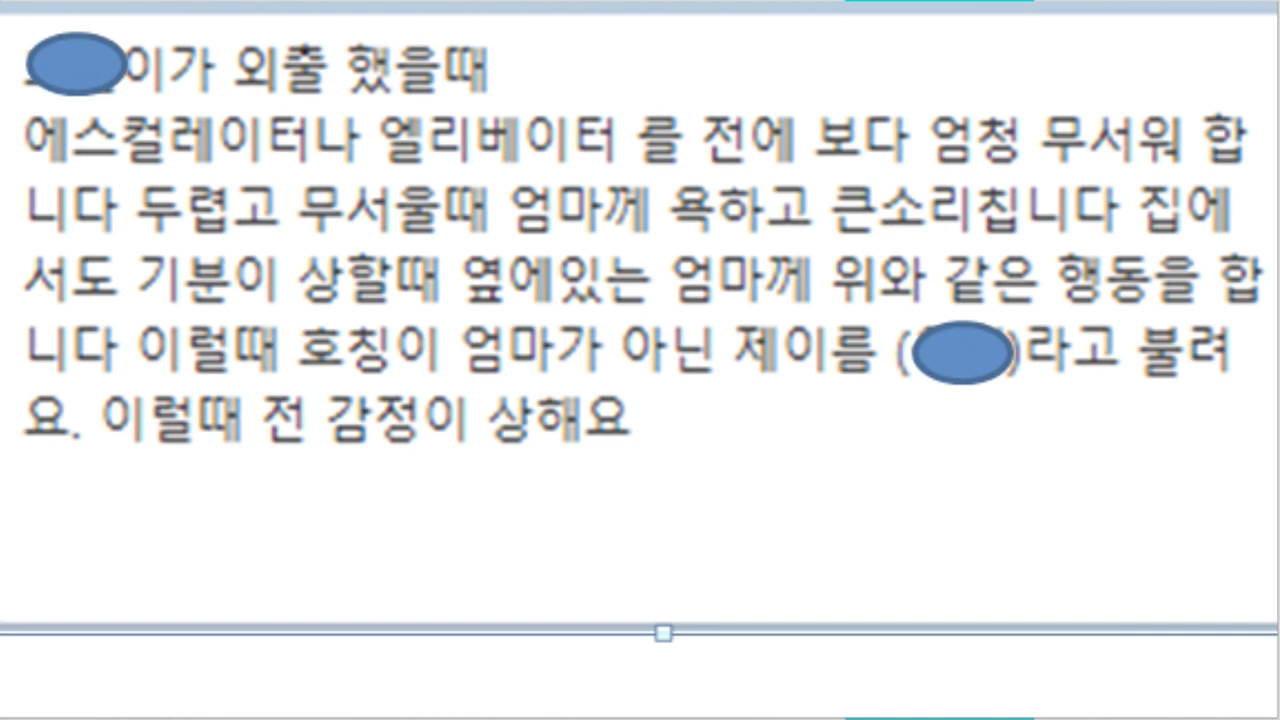 이가 외출 했을때
에스컬레이터나 엘리베이터 를 전에 보다 엄청 무서워 합
니다 두렵고 무서울때 엄마께 욕하고 큰소리칩니다 집에
서도 기분이 상할때 옆에있는 엄마께 위와 같은 행동을 합
니다 이럴때 호칭이 엄마가 아닌 제이름 ( )라고 불려
요. 이럴때 전 감정이 상해요